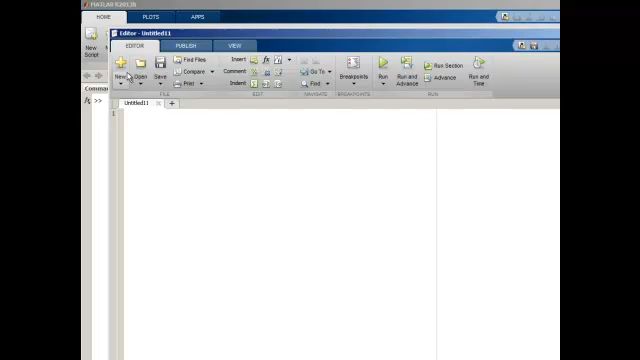 MATLAB R2013b
HOME PLOTS APPS
New
Script
Editor - Untitled11
EDITOR PUBLISH VIEW
New Open Save
Find Files
Compare
Print
Insert
Comment
Indent
Go To
Find
Breakpoints
Run
Run and
Advance
Run Section
Advance
Run and
Time
FILE EDIT NAVIGATE BREAKPOINTS RUN
Comman
Untitled11
fx >>
1